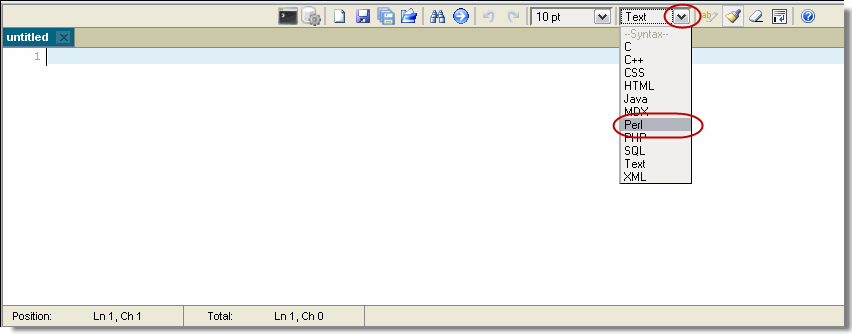 10 pt
Text
untitled
1
--Syntax--
C
C++
CSS
HTML
Java
MDX
Perl
PHP
SQL
Text
XML
Position: Ln 1, Ch 1 Total: Ln 1, Ch 0